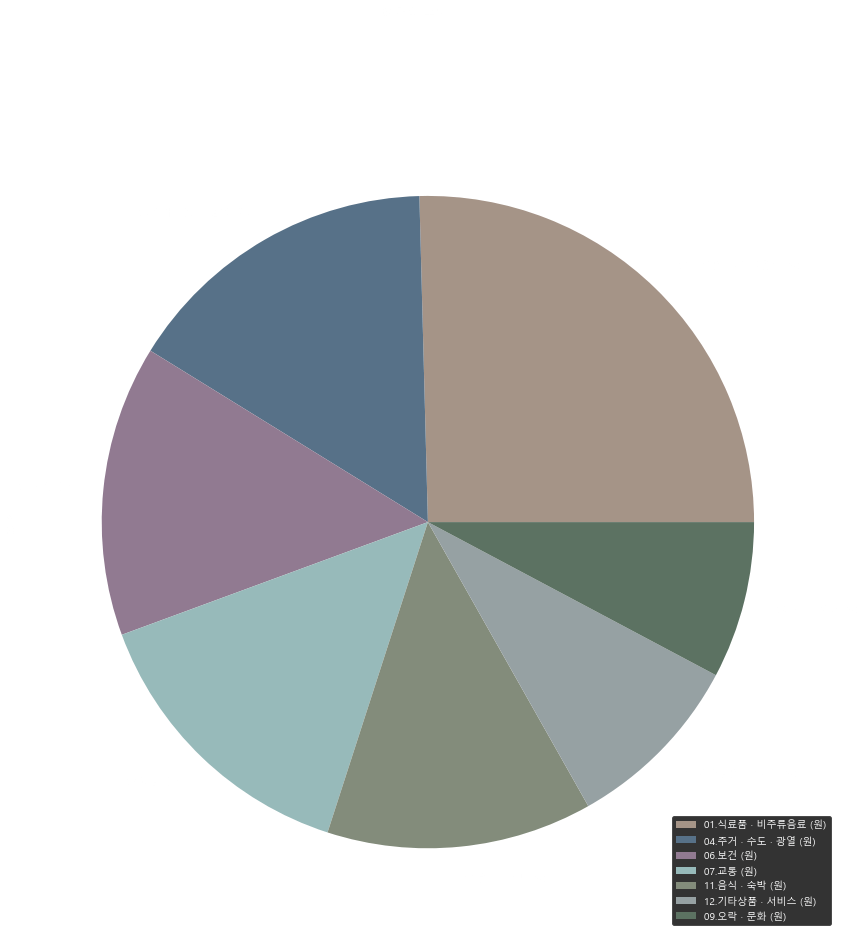 01.식료품 · 비주류음료 (원)
04.주거 · 수도 · 광열 (원)
06.보건 (원)
07.교통 (원)
11.음식 · 숙박 (원)
12.기타상품 · 서비스 (원)
09.오락 · 문화 (원)